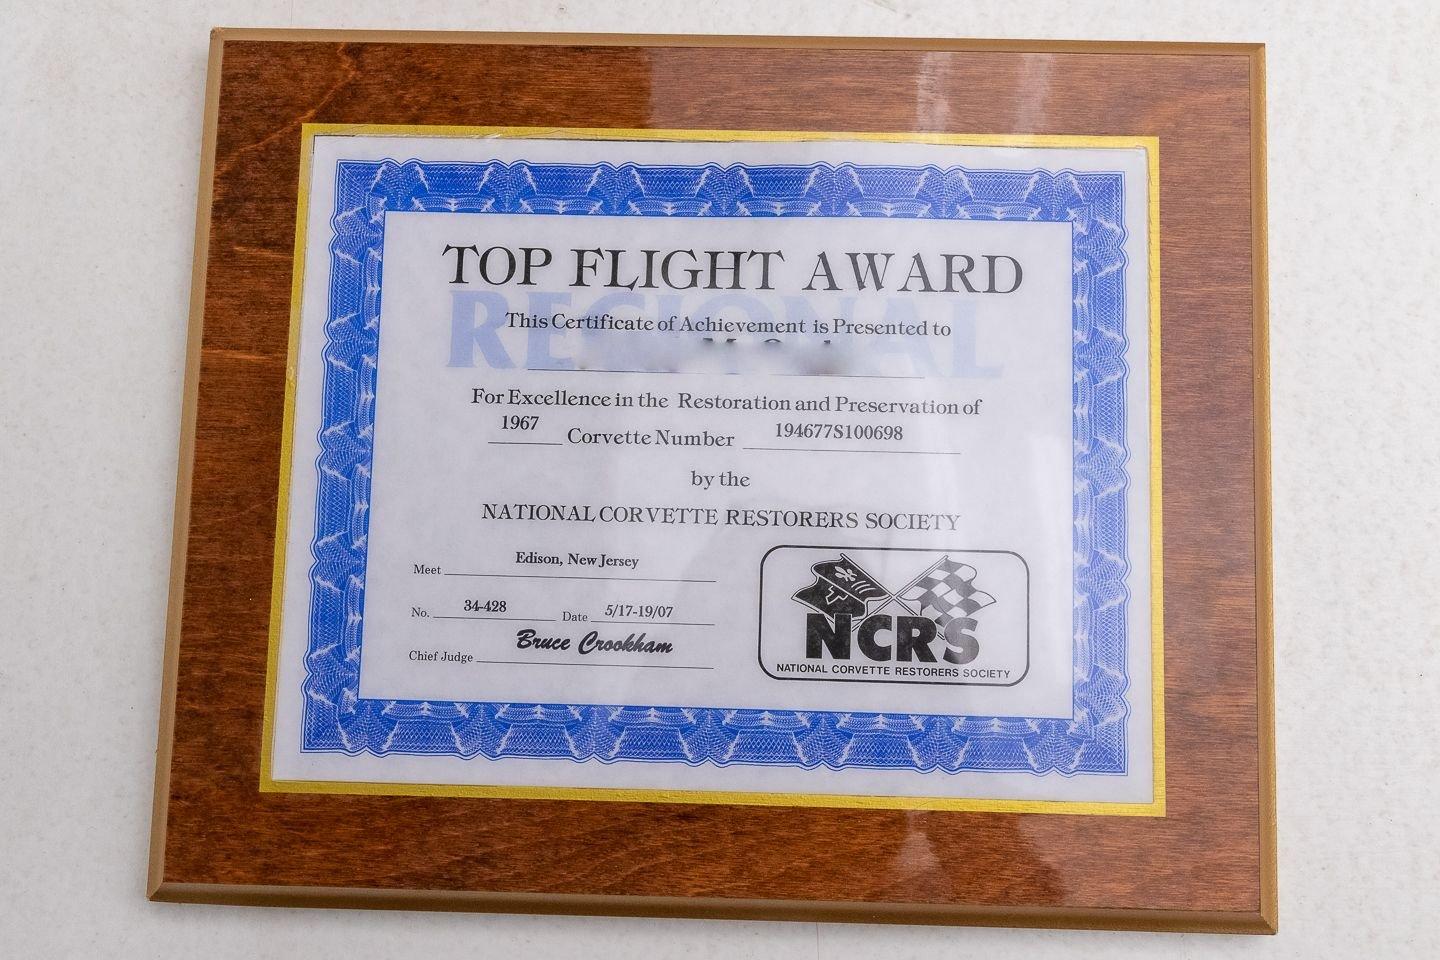 TOP FLIGHT AWARD
REGIONAL
This Certificate of Achievement is Presented to
For Excellence in the Restoration and Preservation of
1967 Corvette Number 194677S100698
by the
NATIONAL CORVETTE RESTORERS SOCIETY
Meet Edison, New Jersey
No. 34-428 Date 5/17-19/07
Chief Judge Bruce Crookham
NCRS
NATIONAL CORVETTE RESTORERS SOCIETY